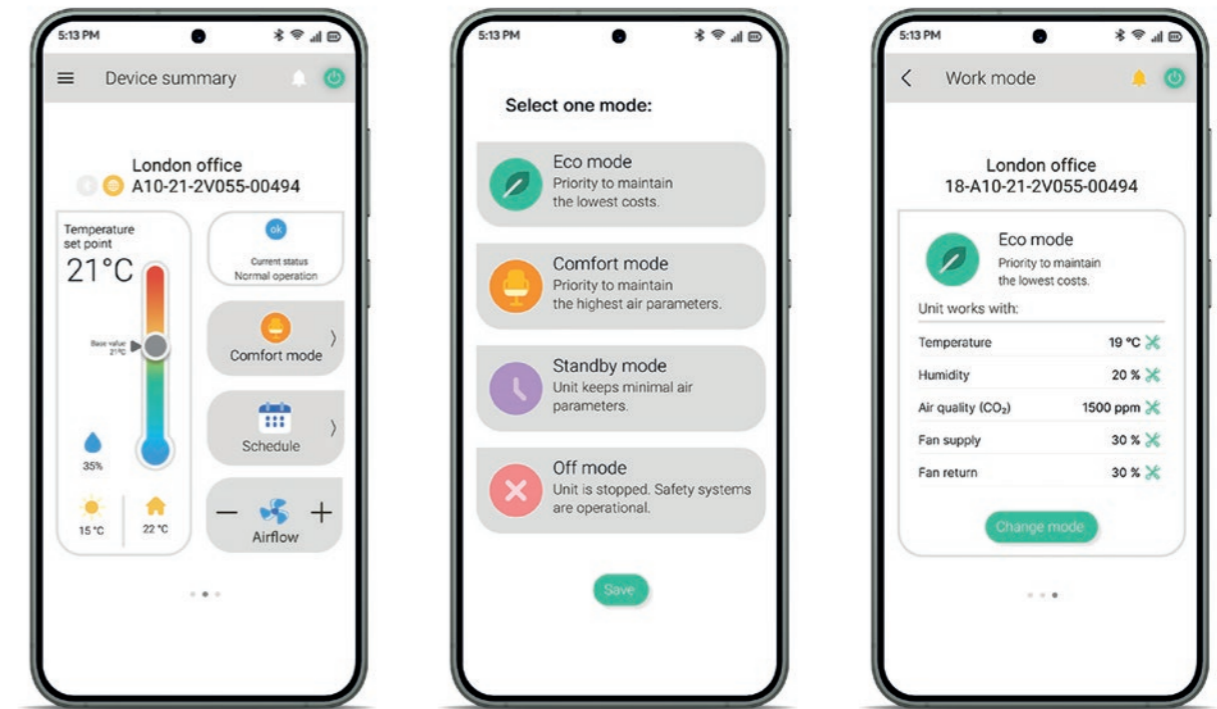 5:13 PM
Device summary
London office
A10-21-2V055-00494
Temperature
set point
21°C
Base value
21°C
35%
15 °C
22 °C
ok
Current status
Normal operation
Comfort mode
Schedule
Airflow
5:13 PM
Select one mode:
Eco mode
Priority to maintain
the lowest costs.
Comfort mode
Priority to maintain
the highest air parameters.
Standby mode
Unit keeps minimal air
parameters.
Off mode
Unit is stopped. Safety systems
are operational.
Save
5:13 PM
Work mode
London office
18-A10-21-2V055-00494
Eco mode
Priority to maintain
the lowest costs.
Unit works with:
Temperature 19 °C
Humidity 20 %
Air quality (CO₂) 1500 ppm
Fan supply 30 %
Fan return 30 %
Change mode